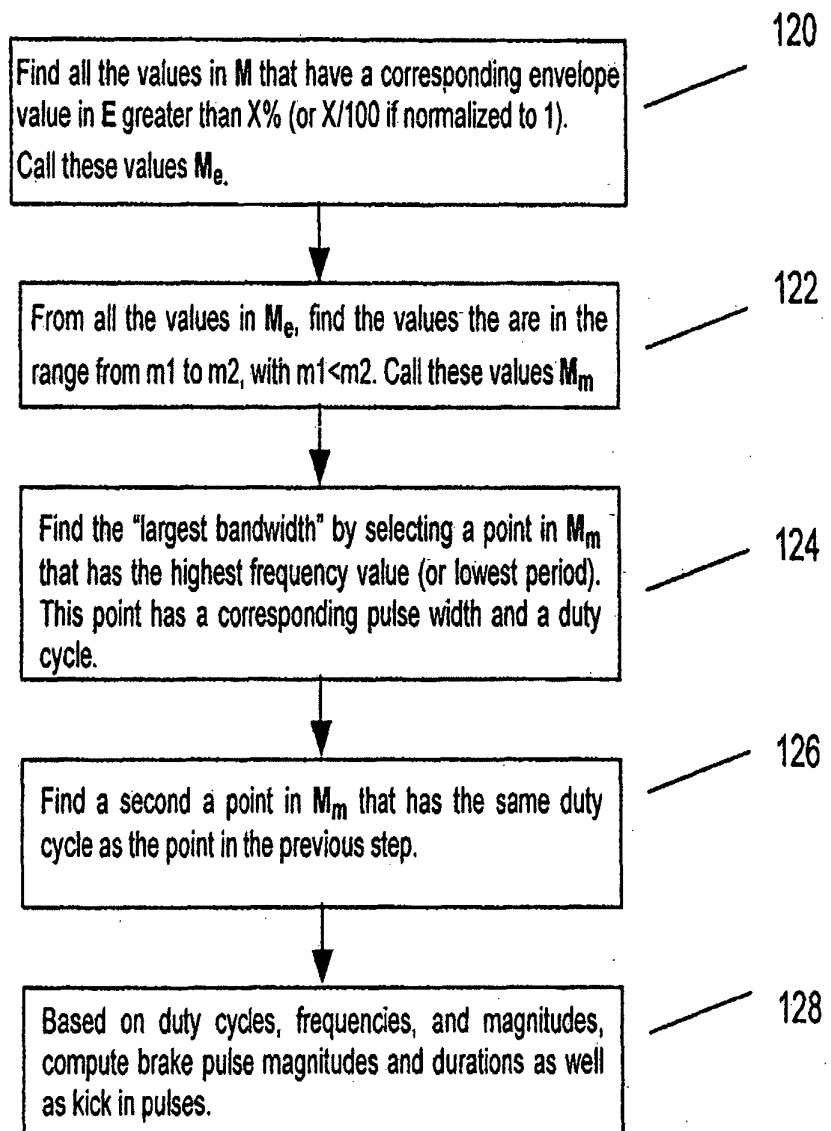 120
Find all the values in M that have a corresponding envelope
value in E greater than X% (or X/100 if normalized to 1).
Call these values Me.
122
From all the values in Me, find the values the are in the
range from m1 to m2, with m1<m2. Call these values Mm
124
Find the “largest bandwidth” by selecting a point in Mm
that has the highest frequency value (or lowest period).
This point has a corresponding pulse width and a duty
cycle.
126
Find a second a point in Mm that has the same duty
cycle as the point in the previous step.
128
Based on duty cycles, frequencies, and magnitudes,
compute brake pulse magnitudes and durations as well
as kick in pulses.